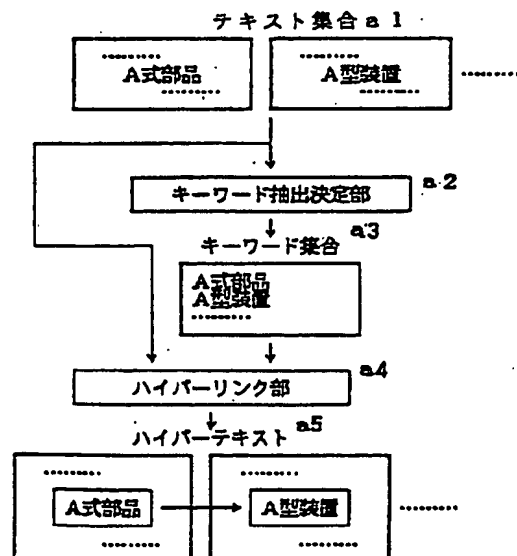 テキスト集合a1
………
A式部品
………
………
A型装置
………
………
キーワード抽出決定部 a2
a3
キーワード集合
A式部品
A型装置
………
ハイパーリンク部 a4
ハイパーテキスト a5
………
A式部品
………
………
A型装置
………
………